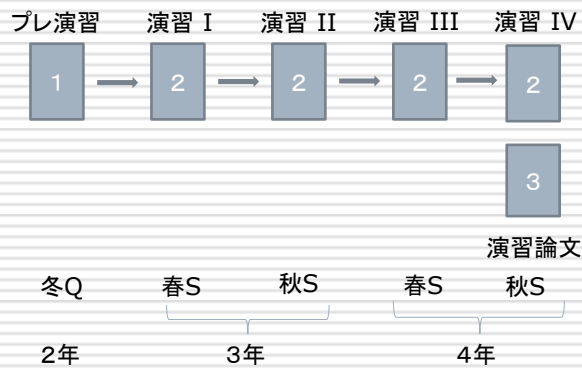 プレ演習 演習 I 演習 II 演習 III 演習 IV
1 2 2 2 2
3
演習論文
冬Q 春S 秋S 春S 秋S
2年 3年 4年